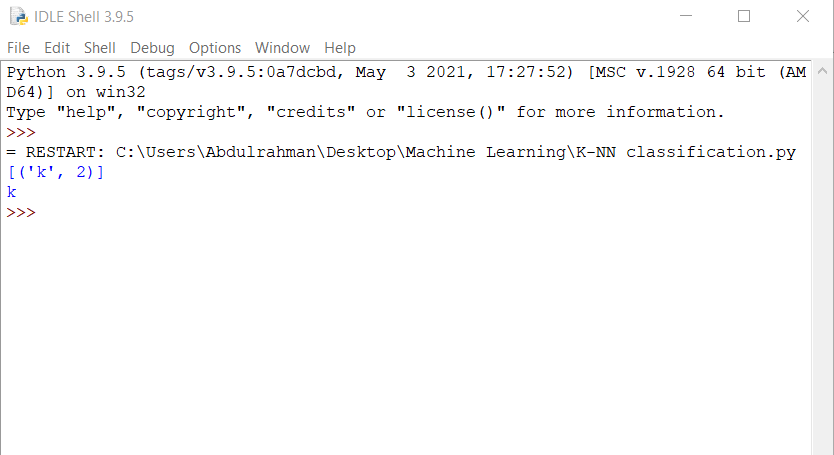 IDLE Shell 3.9.5
File Edit Shell Debug Options Window Help
Python 3.9.5 (tags/v3.9.5:0a7dcbd, May  3 2021, 17:27:52) [MSC v.1928 64 bit (AM
D64)] on win32
Type "help", "copyright", "credits" or "license()" for more information.
>>>
= RESTART: C:\Users\Abdulrahman\Desktop\Machine Learning\K-NN classification.py
[('k', 2)]
k
>>>